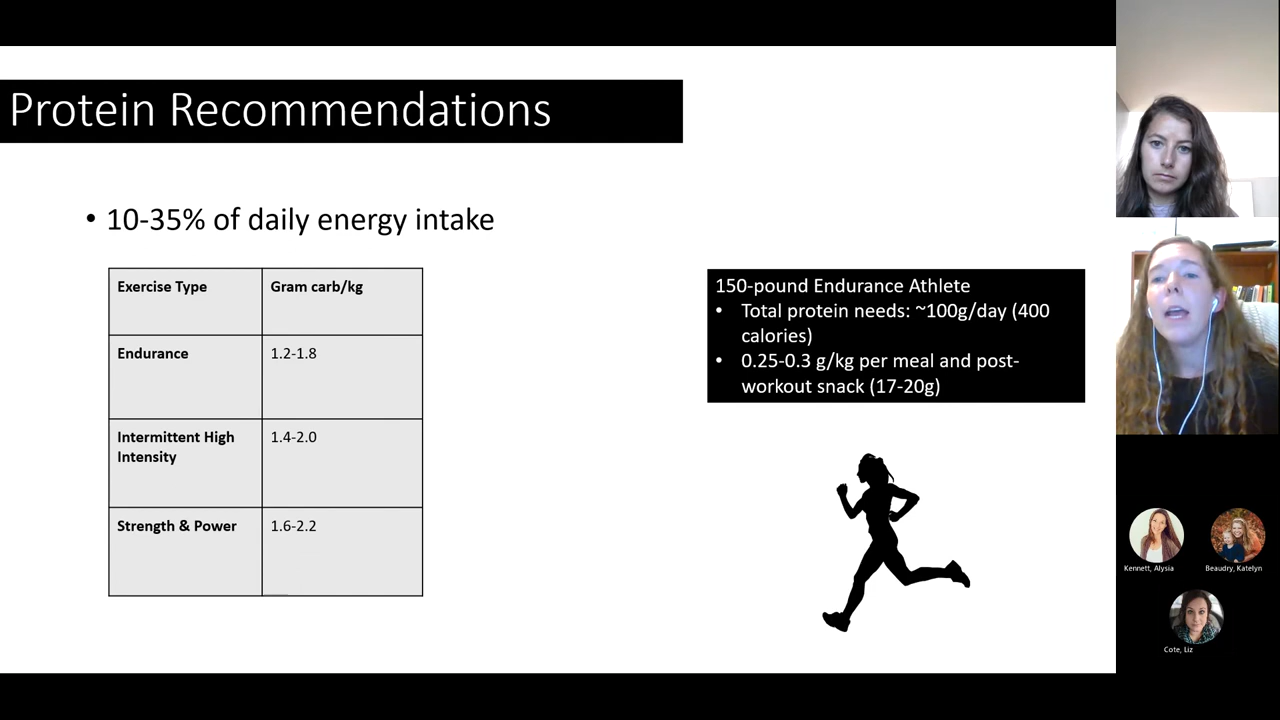 Protein Recommendations
• 10-35% of daily energy intake
Exercise Type
Gram carb/kg
Endurance
1.2-1.8
Intermittent High
Intensity
1.4-2.0
Strength & Power
1.6-2.2
150-pound Endurance Athlete
• Total protein needs: ~100g/day (400
calories)
• 0.25-0.3 g/kg per meal and post-
workout snack (17-20g)
Kennett, Alysia
Beaudry, Katelyn
Cote, Liz